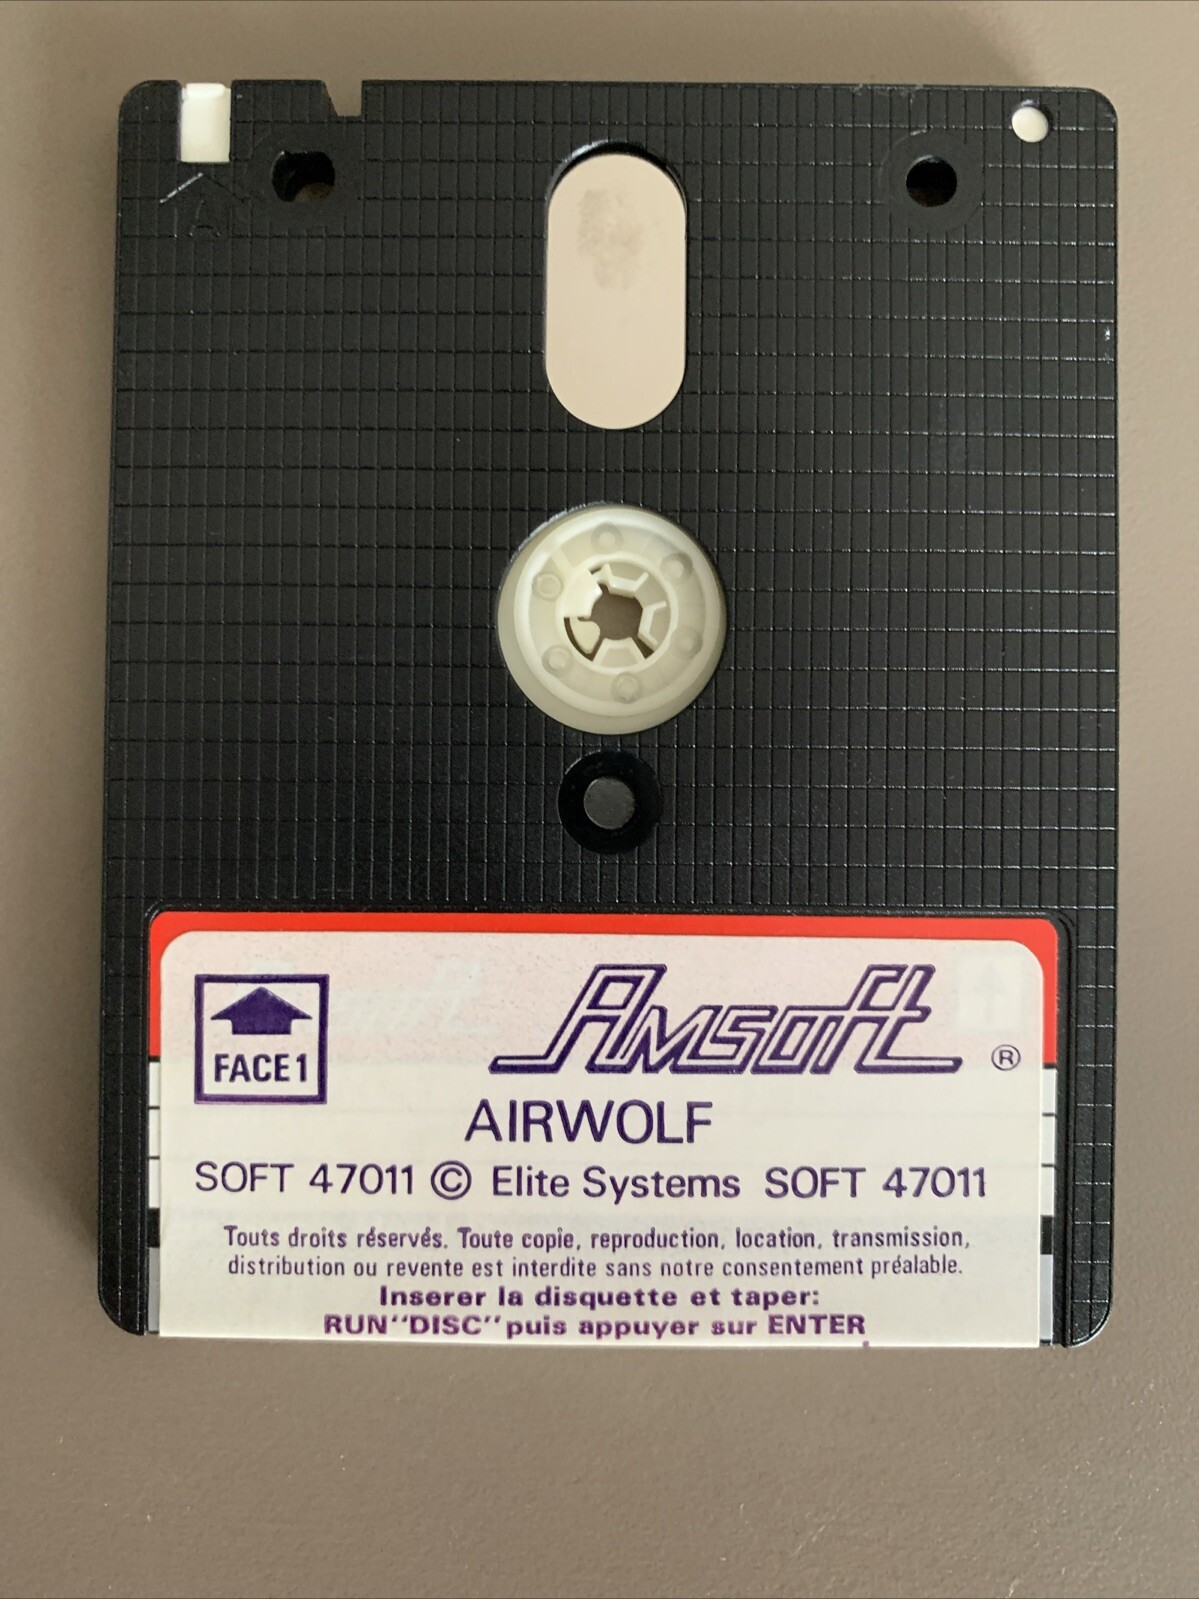 A
FACE 1
Amsoft ®
AIRWOLF
SOFT 47011 © Elite Systems SOFT 47011
Touts droits réservés. Toute copie, reproduction, location, transmission,
distribution ou revente est interdite sans notre consentement préalable.
Inserer la disquette et taper:
RUN"DISC" puis appuyer sur ENTER